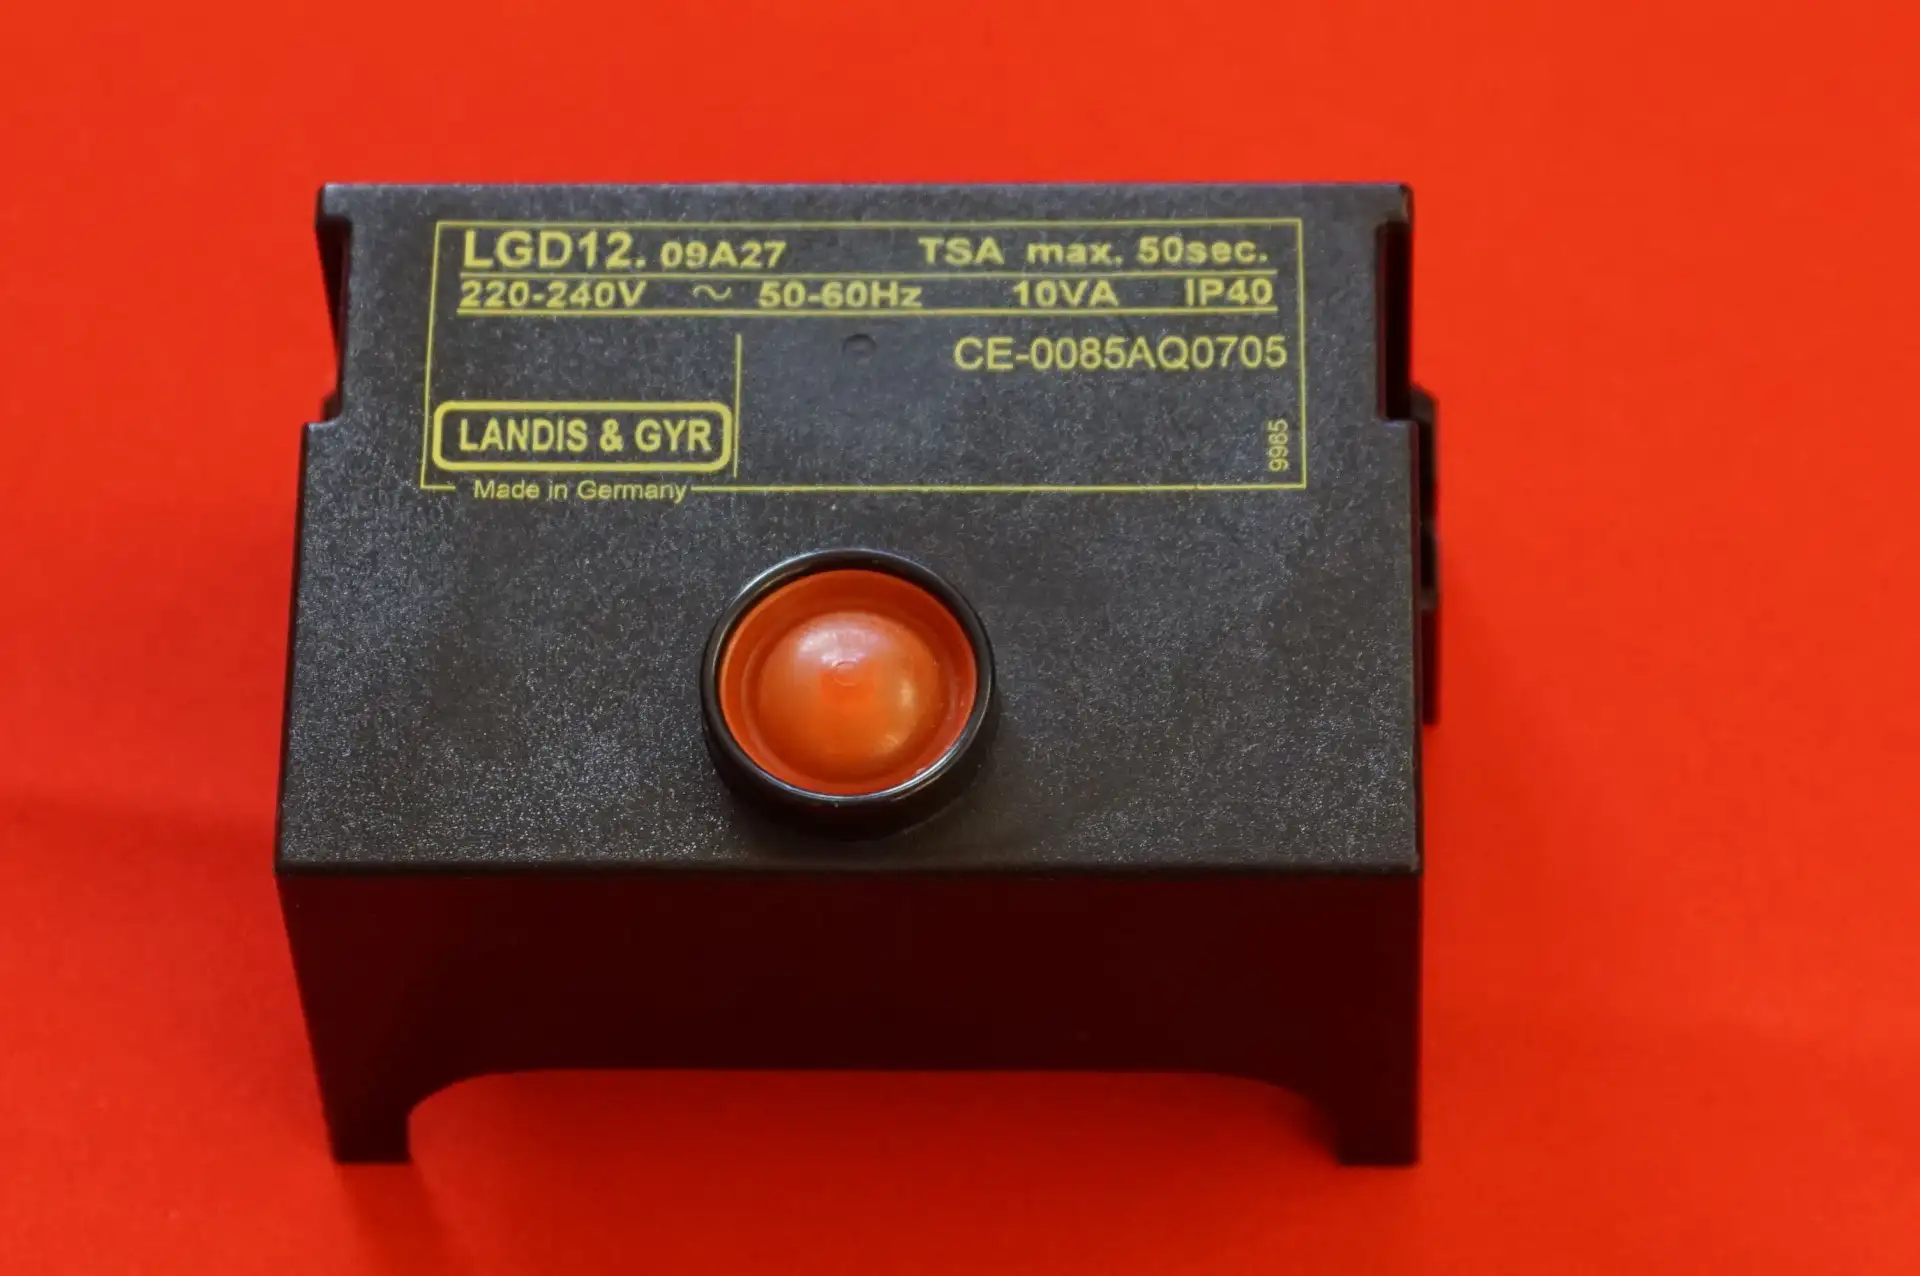 LGD12. 09A27 TSA max. 50sec.
220-240V ~ 50-60Hz 10VA IP40
CE-0085AQ0705
LANDIS & GYR
9985
Made in Germany